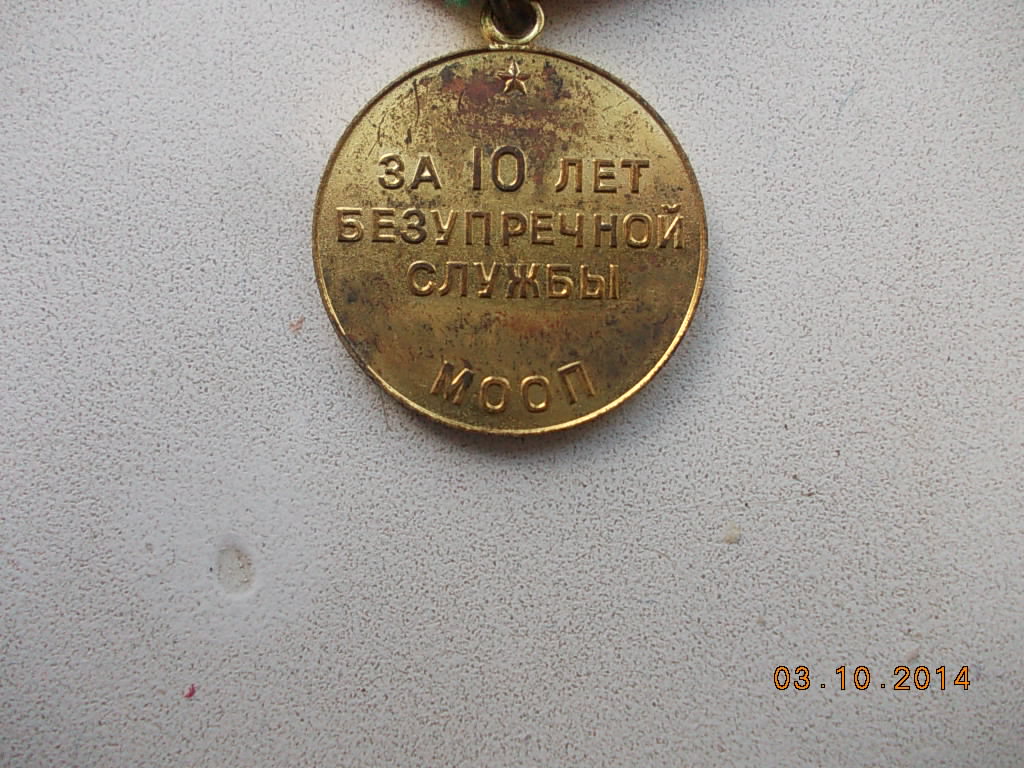 ЗА 10 ЛЕТ
БЕЗУПРЕЧНОЙ
СЛУЖБЫ
МООП
03.10.2014